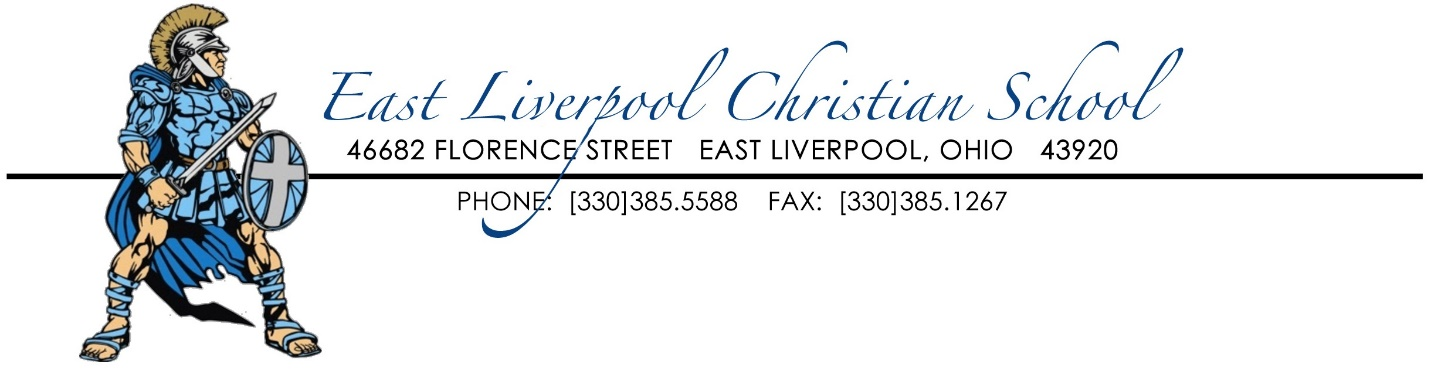 East Liverpool Christian School
46682 FLORENCE STREET EAST LIVERPOOL, OHIO 43920
PHONE: [330]385.5588 FAX: [330]385.1267